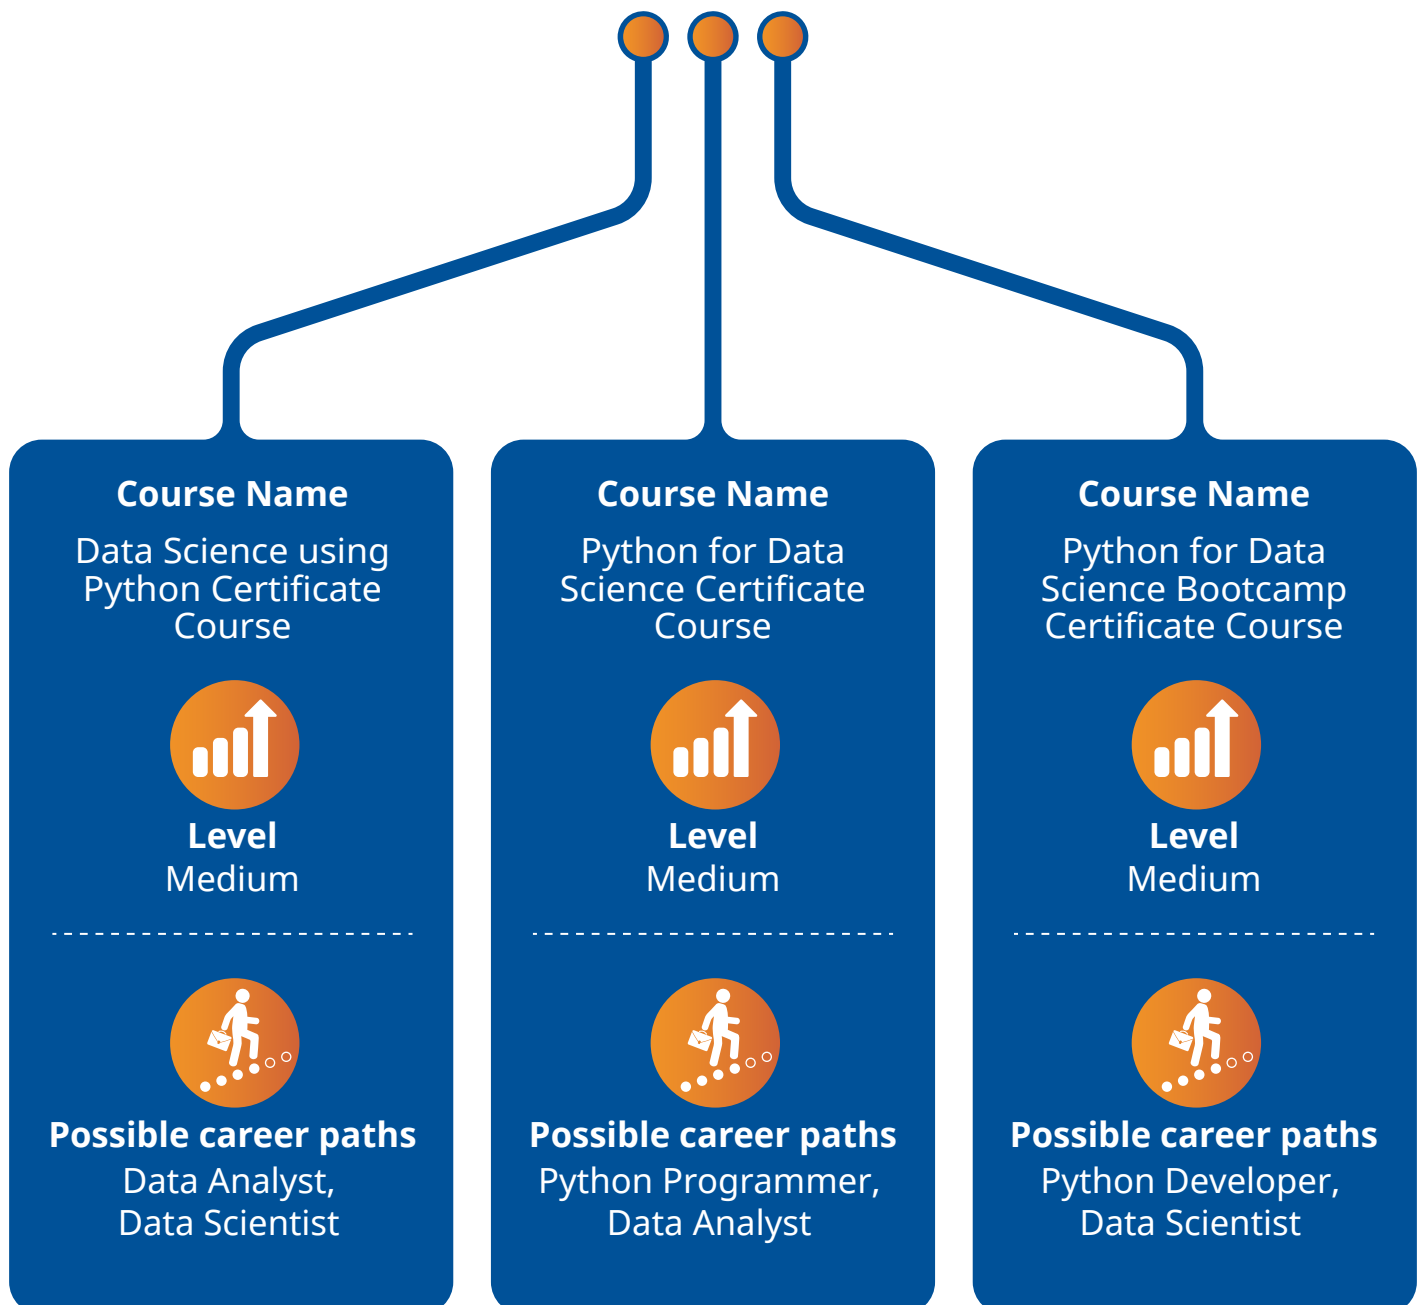 Course Name
Data Science using
Python Certificate
Course
Level
Medium
Possible career paths
Data Analyst,
Data Scientist
Course Name
Python for Data
Science Certificate
Course
Level
Medium
Possible career paths
Python Programmer,
Data Analyst
Course Name
Python for Data
Science Bootcamp
Certificate Course
Level
Medium
Possible career paths
Python Developer,
Data Scientist